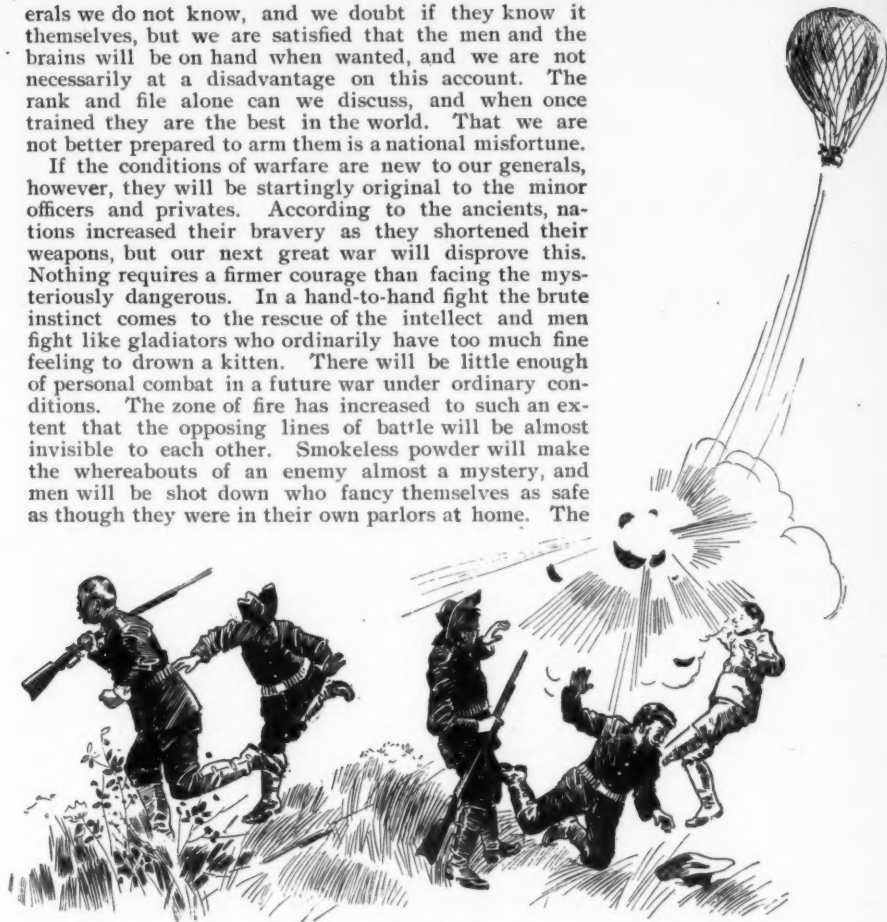 erals we do not know, and we doubt if they know it
themselves, but we are satisfied that the men and the
brains will be on hand when wanted, and we are not
necessarily at a disadvantage on this account. The
rank and file alone can we discuss, and when once
trained they are the best in the world. That we are
not better prepared to arm them is a national misfortune.
If the conditions of warfare are new to our generals,
however, they will be startingly original to the minor
officers and privates. According to the ancients, na-
tions increased their bravery as they shortened their
weapons, but our next great war will disprove this.
Nothing requires a firmer courage than facing the mys-
teriously dangerous. In a hand-to-hand fight the brute
instinct comes to the rescue of the intellect and men
fight like gladiators who ordinarily have too much fine
feeling to drown a kitten. There will be little enough
of personal combat in a future war under ordinary con-
ditions. The zone of fire has increased to such an ex-
tent that the opposing lines of battle will be almost
invisible to each other. Smokeless powder will make
the whereabouts of an enemy almost a mystery, and
men will be shot down who fancy themselves as safe
as though they were in their own parlors at home. The